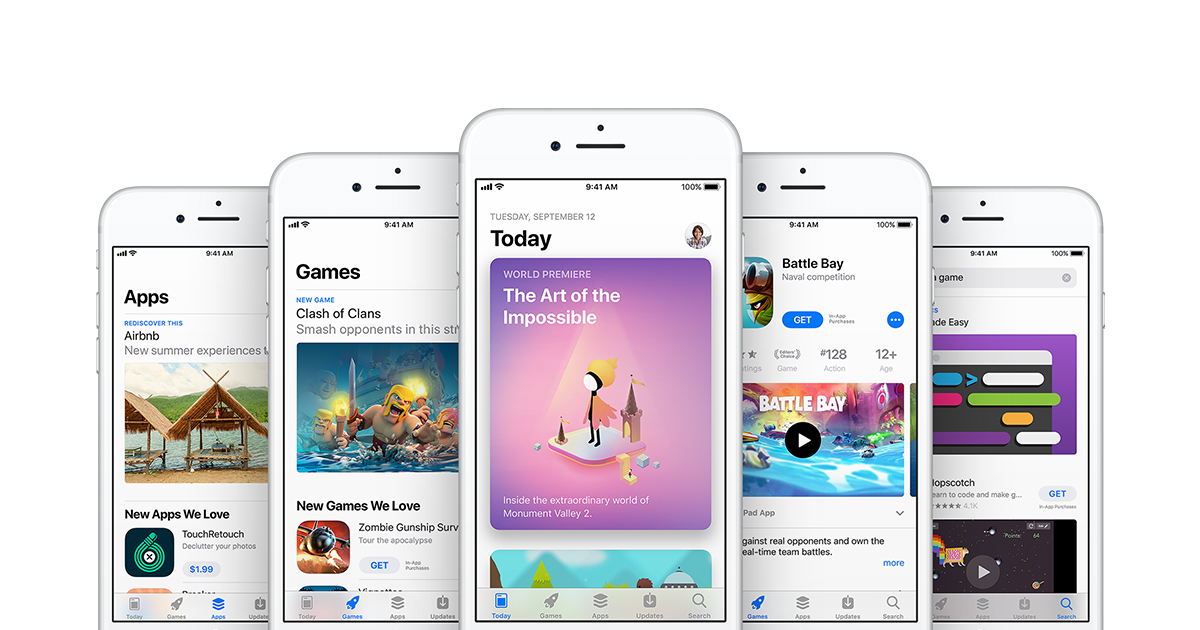 9:41 AM
Apps
REDISCOVER THIS
Airbnb
New summer experiences
New Apps We Love
TouchRetouch
Declutter your photos
$1.99
Today
Games
Apps
Updates
9:41 AM
Games
NEW GAME
Clash of Clans
Smash opponents in this
New Games We Love
Zombie Gunship Surv
Tour the apocalypse
GET
In-App
Purchases
Today
Games
Apps
Updates
9:41 AM
100%
TUESDAY, SEPTEMBER 12
Today
WORLD PREMIERE
The Art of the
Impossible
Inside the extraordinary world of
Monument Valley 2.
Today
Games
Apps
Updates
Search
9:41 AM
100%
Battle Bay
Naval competition
GET
In-App
Purchases
Editors'
Choice
#128
12+
Game
Action
Age
BATTLE BAY
Pad App
gainst real opponents and own the
eal-time team battles.
more
Games
Apps
Updates
Search
9:41 AM
100%
a game
de Easy
lopscotch
earn to code and make g...
GET
4.1K
In-App Purchases
Points: 64
Games
Apps
Updates
Search